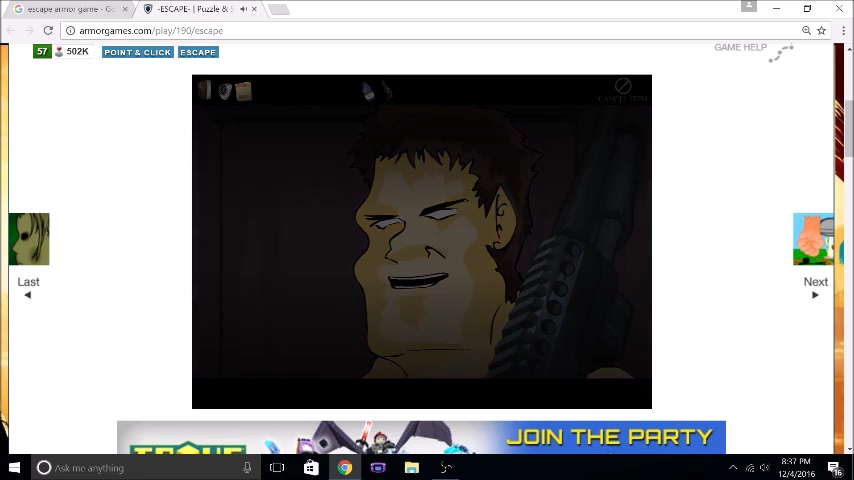 escape armor game - Go
-ESCAPE- | Puzzle & S
armorgames.com/play/190/escape
57 502K POINT & CLICK ESCAPE
GAME HELP
CANCEL ITEM
Last
Next
JOIN THE PARTY
Ask me anything
8:37 PM
12/4/2016
16